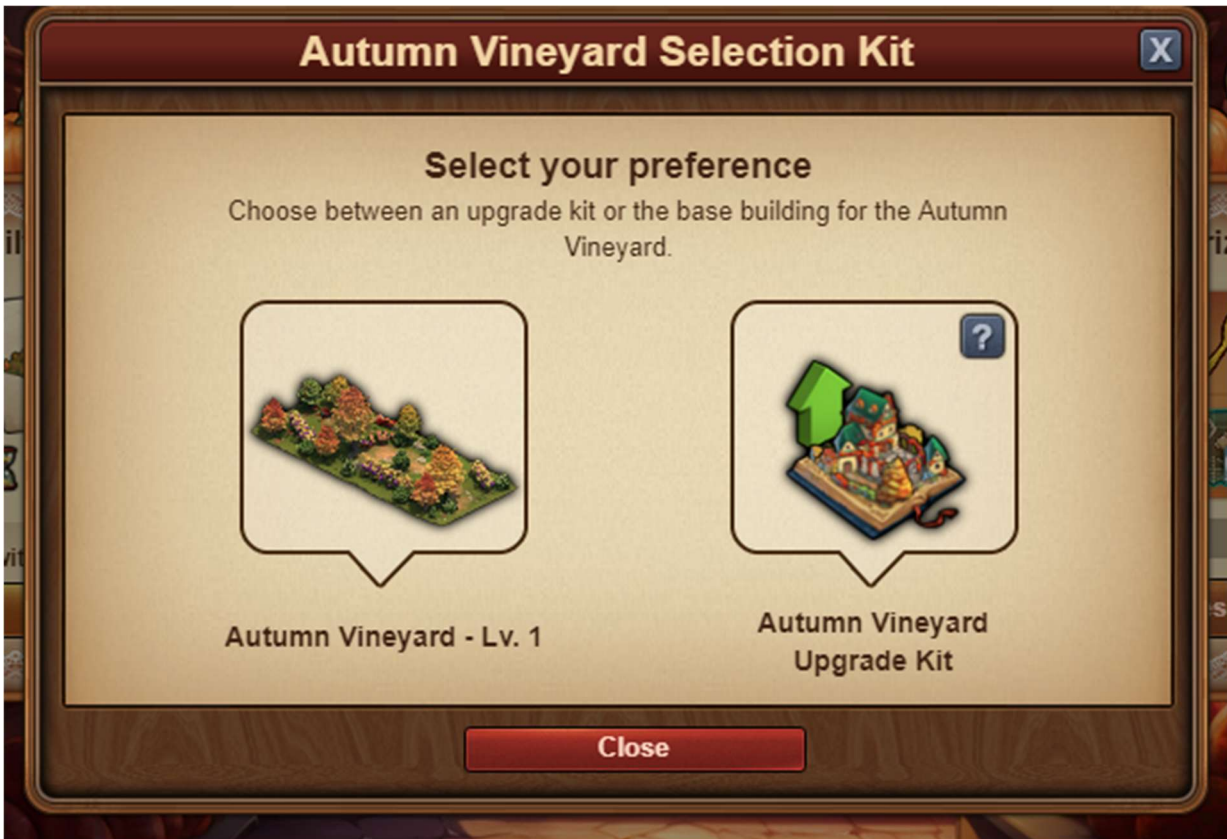 Autumn Vineyard Selection Kit
X
Select your preference
Choose between an upgrade kit or the base building for the Autumn
Vineyard.
?
Autumn Vineyard - Lv. 1
Autumn Vineyard
Upgrade Kit
Close